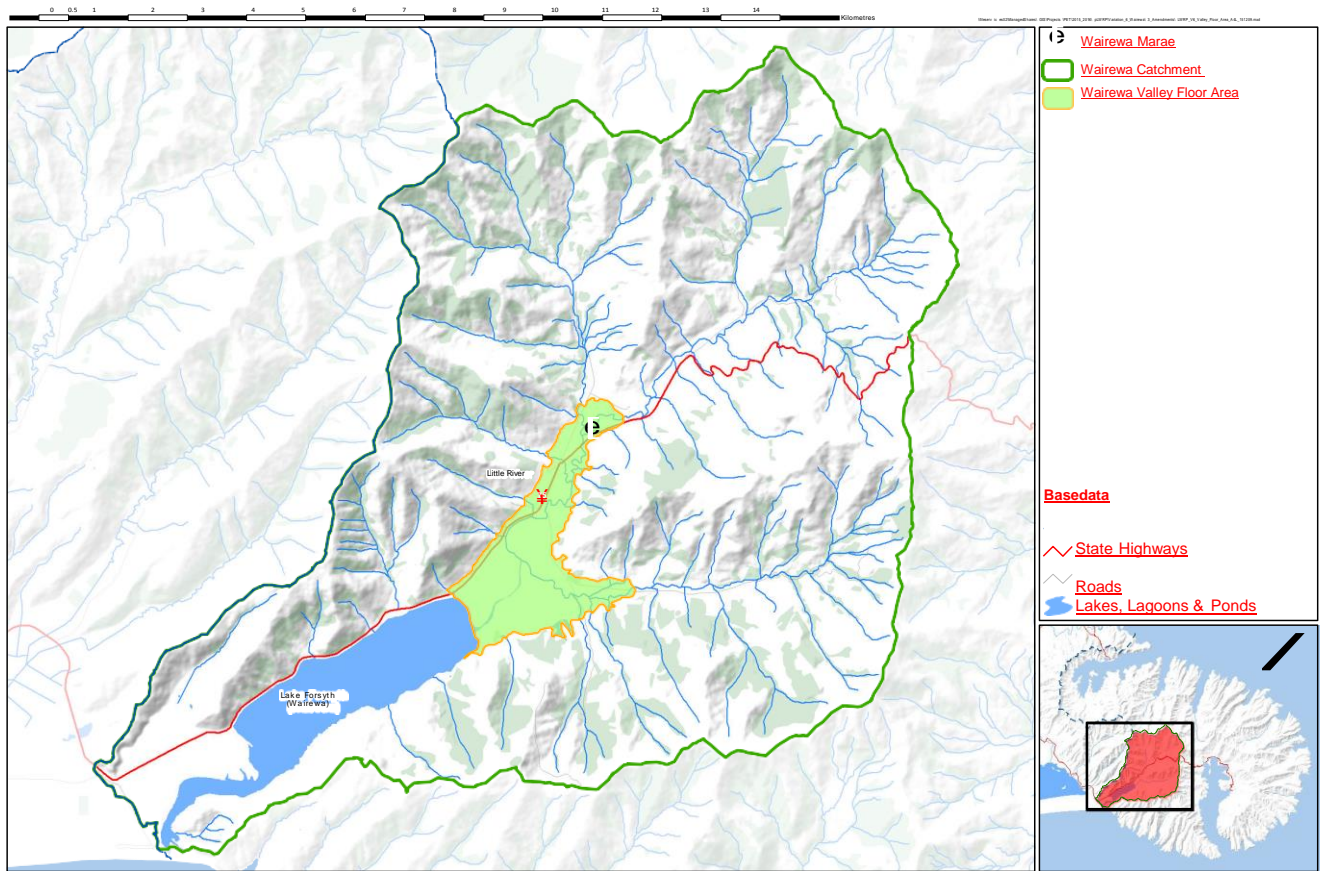 0 0.5 1 2 3 4 5 6 7 8 9 10 11 12 13 14
Kilometres
Wairewa Marae
Wairewa Catchment
Wairewa Valley Floor Area
Little River
Lake Forsyth
(Wairewa)
Basedata
State Highways
Roads
Lakes, Lagoons & Ponds